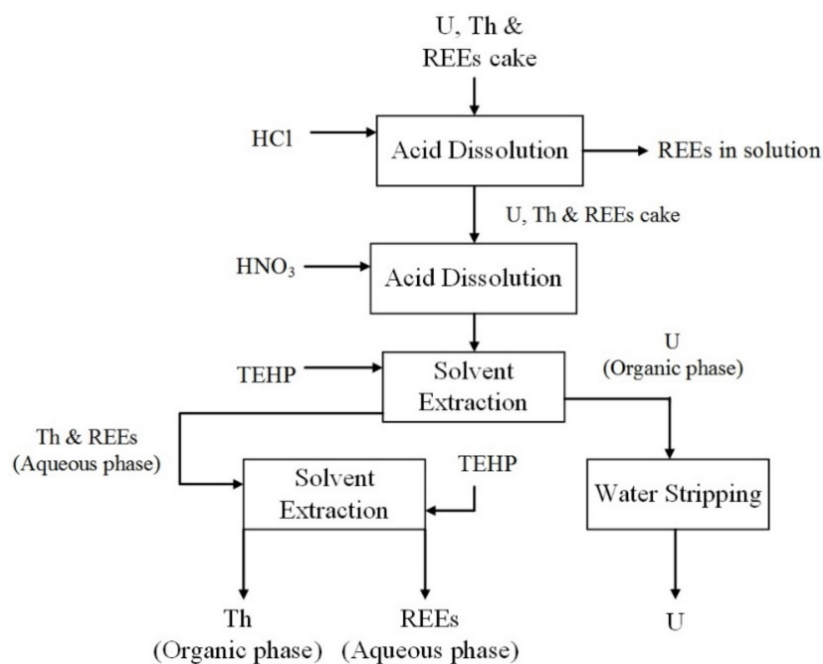 U, Th &
REEs cake
HCl
Acid Dissolution
REEs in solution
U, Th & REEs cake
HNO₃
Acid Dissolution
TEHP
Solvent
Extraction
U
(Organic phase)
Th & REEs
(Aqueous phase)
Solvent
Extraction
TEHP
Water Stripping
Th
(Organic phase)
REEs
(Aqueous phase)
U